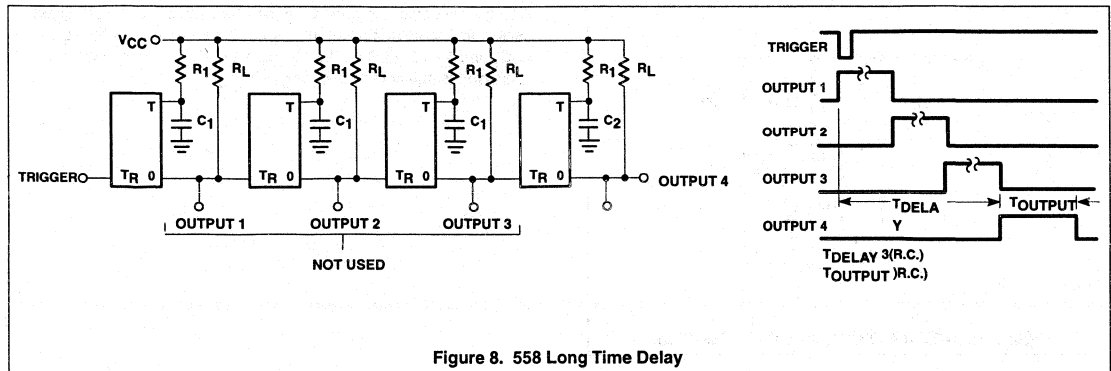 VCC
R1 RL R1 RL R1 RL R1 RL
T T T T
C1 C1 C1 C2
TRIGGER TR 0 TR 0 TR 0 TR 0 OUTPUT 4
OUTPUT 1 OUTPUT 2 OUTPUT 3
NOT USED
TRIGGER
OUTPUT 1
OUTPUT 2
OUTPUT 3
TDELA TOUTPUT
OUTPUT 4 Y
TDELAY 3(R.C.)
TOUTPUT )R.C.)
Figure 8. 558 Long Time Delay